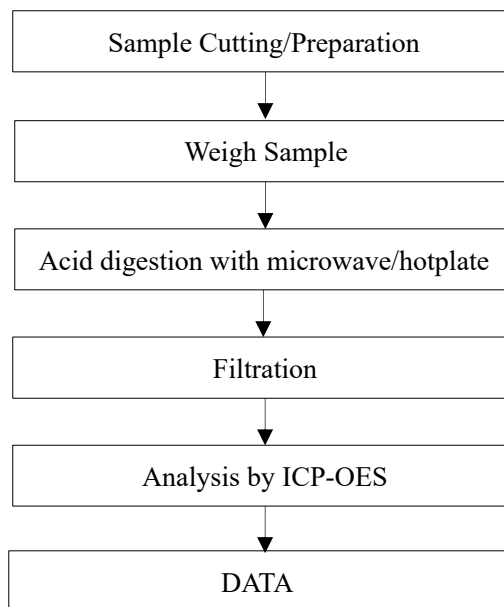 Sample Cutting/Preparation
Weigh Sample
Acid digestion with microwave/hotplate
Filtration
Analysis by ICP-OES
DATA